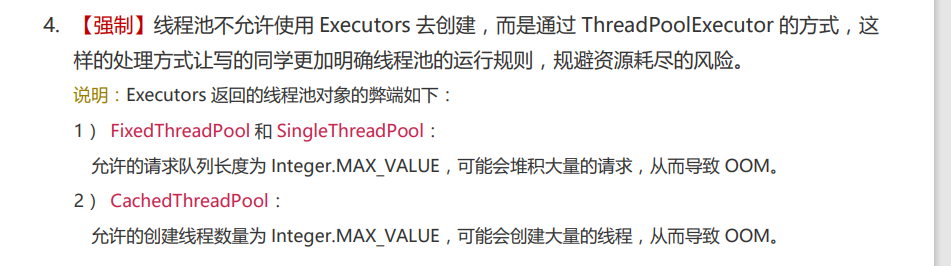 4. 【强制】线程池不允许使用 Executors 去创建，而是通过 ThreadPoolExecutor 的方式，这
样的处理方式让写的同学更加明确线程池的运行规则，规避资源耗尽的风险。
说明：Executors 返回的线程池对象的弊端如下：
1） FixedThreadPool 和 SingleThreadPool：
允许的请求队列长度为 Integer.MAX_VALUE，可能会堆积大量的请求，从而导致 OOM。
2） CachedThreadPool：
允许的创建线程数量为 Integer.MAX_VALUE，可能会创建大量的线程，从而导致 OOM。